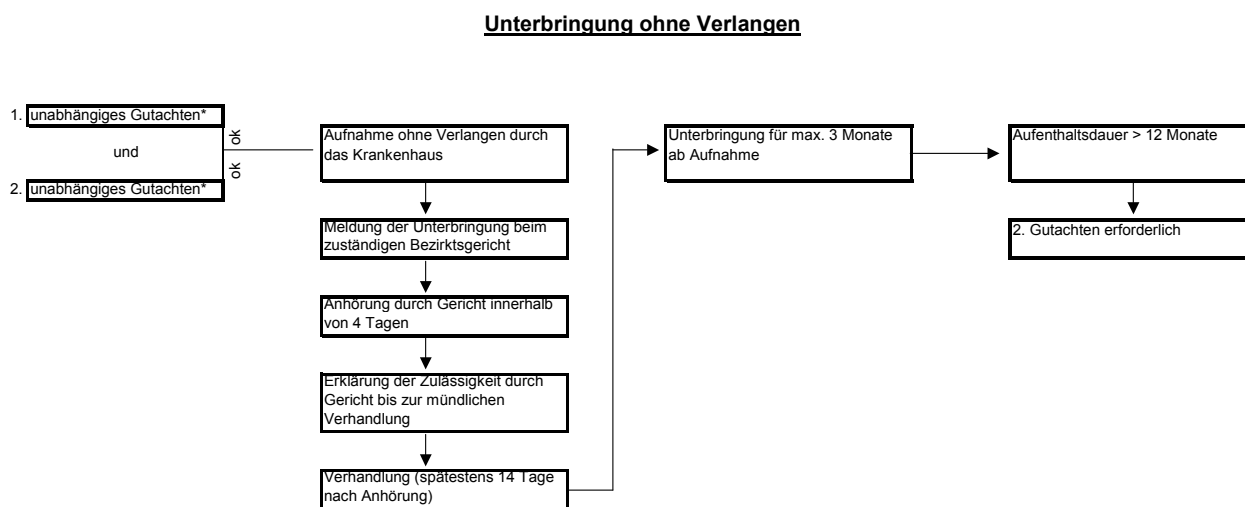 Unterbringung ohne Verlangen
1. unabhängiges Gutachten*
ok
und
ok
2. unabhängiges Gutachten*
Aufnahme ohne Verlangen durch
das Krankenhaus
Meldung der Unterbringung beim
zuständigen Bezirktsgericht
Anhörung durch Gericht innerhalb
von 4 Tagen
Erklärung der Zulässigkeit durch
Gericht bis zur mündlichen
Verhandlung
Verhandlung (spätestens 14 Tage
nach Anhörung)
Unterbringung für max. 3 Monate
ab Aufnahme
Aufenthaltsdauer > 12 Monate
2. Gutachten erforderlich